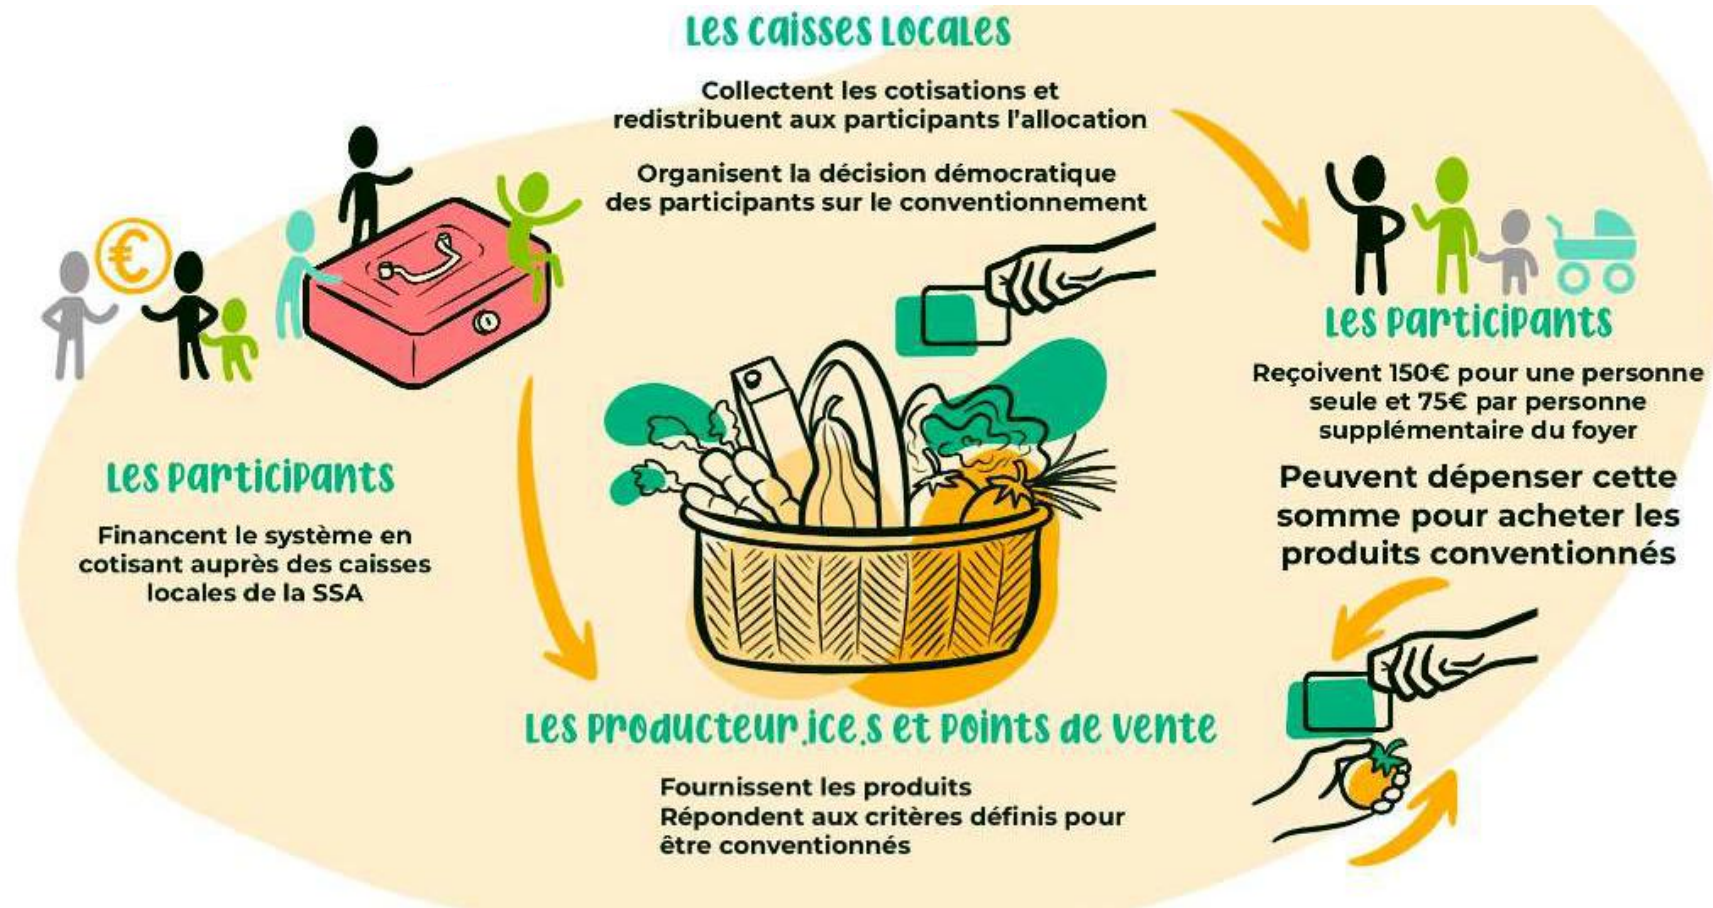 Les caisses locales
Collectent les cotisations et
redistribuent aux participants l'allocation
Organisent la décision démocratique
des participants sur le conventionnement
€
Les participants
Financent le système en
cotisant auprès des caisses
locales de la SSA
Les participants
Reçoivent 150€ pour une personne
seule et 75€ par personne
supplémentaire du foyer
Peuvent dépenser cette
somme pour acheter les
produits conventionnés
Les producteur.ice.s et points de vente
Fournissent les produits
Répondent aux critères définis pour
être conventionnés